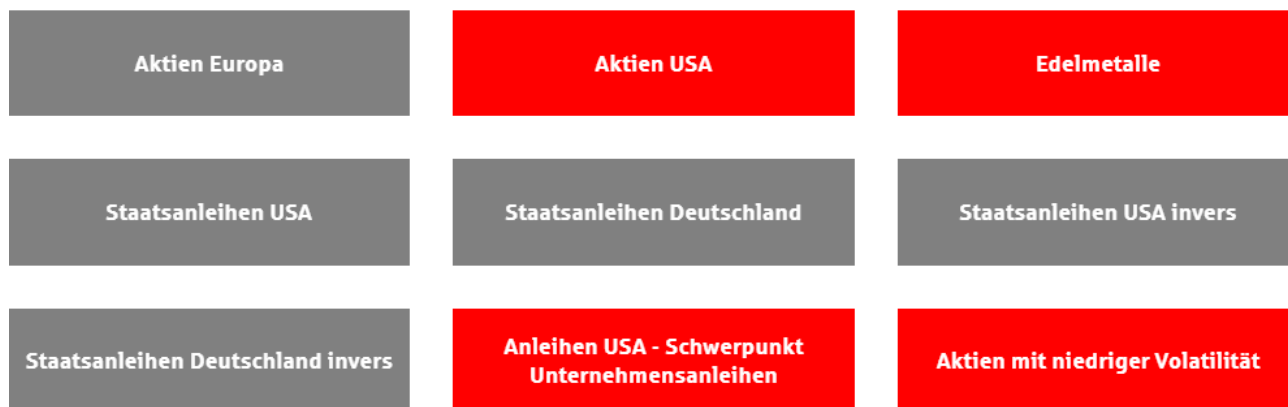 Aktien Europa
Aktien USA
Edelmetalle
Staatsanleihen USA
Staatsanleihen Deutschland
Staatsanleihen USA invers
Staatsanleihen Deutschland invers
Anleihen USA - Schwerpunkt
Unternehmensanleihen
Aktien mit niedriger Volatilität